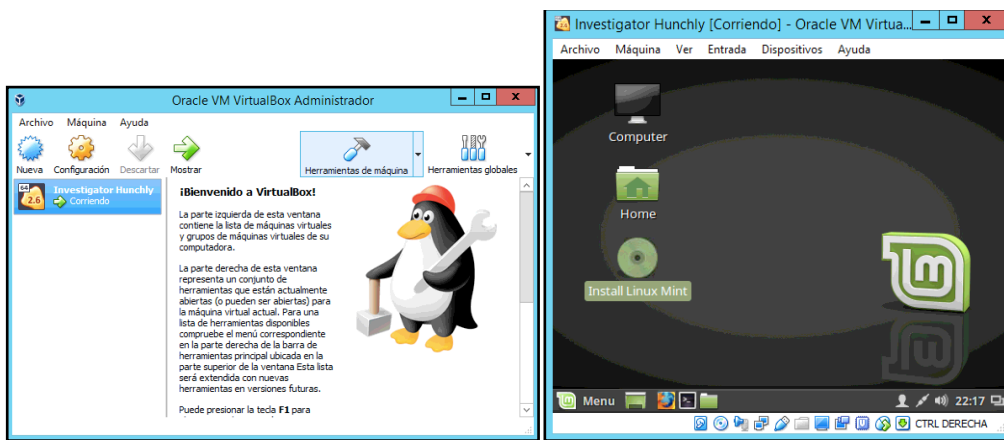 Oracle VM VirtualBox Administrador
Archivo Máquina Ayuda
Nueva Configuración Descartar Mostrar
Herramientas de máquina Herramientas globales
64
2.6
Investigator Hunchly
Corriendo
¡Bienvenido a VirtualBox!
La parte izquierda de esta ventana
contiene la lista de máquinas virtuales
y grupos de máquinas virtuales de su
computadora.
La parte derecha de esta ventana
representa un conjunto de
herramientas que están actualmente
abiertas (o pueden ser abiertas) para
la máquina virtual actual. Para una
lista de herramientas disponibles
compruebe el menú correspondiente
en la parte derecha de la barra de
herramientas principal ubicada en la
parte superior de la ventana Esta lista
será extendida con nuevas
herramientas en versiones futuras.
Puede presionar la tecla F1 para
Investigator Hunchly [Corriendo] - Oracle VM Virtua...
Archivo Máquina Ver Entrada Dispositivos Ayuda
Computer
Home
Install Linux Mint
Menu
22:17
CTRL DERECHA